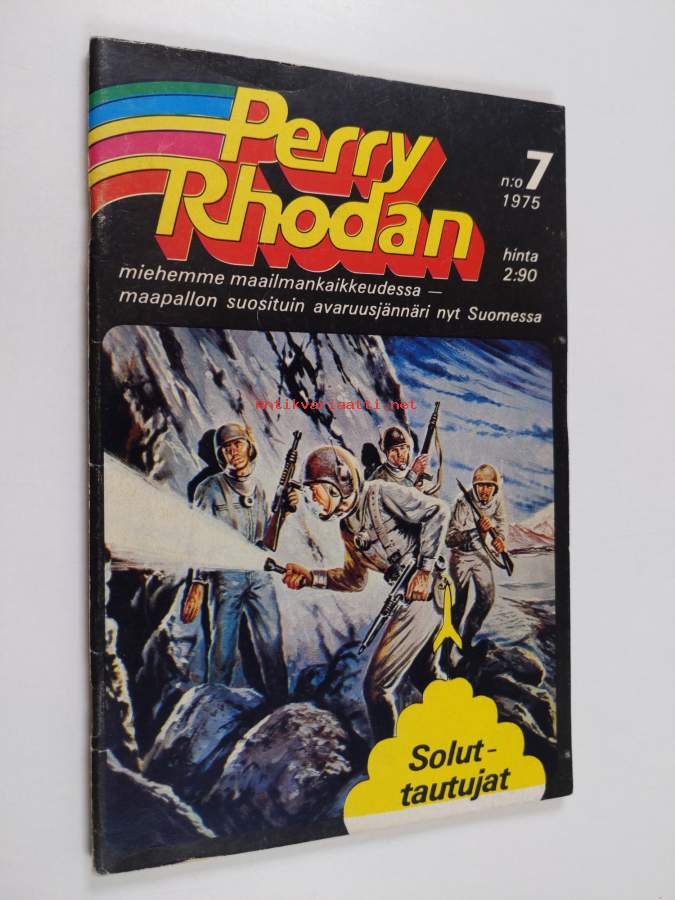 Perry
Rhodan
n:o 7
1975
hinta
2:90
miehemme maailmankaikkeudessa —
maapallon suosituin avaruusjännäri nyt Suomessa
Antikvariaatti.net
Solut-
tautujat